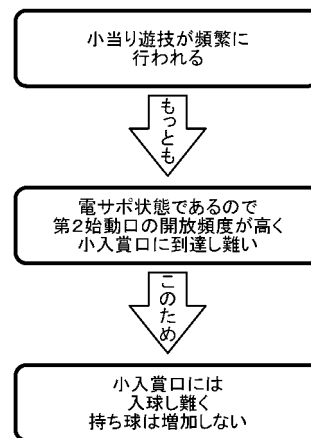 小当り遊技が頻繁に
行われる
もっとも
電サポ状態であるので
第2始動口の開放頻度が高く
小入賞口に到達し難い
このため
小入賞口には
入球し難く
持ち球は増加しない